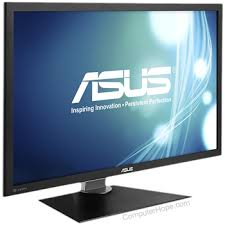 ASUS
Inspiring Innovation • Persistent Perfection
ASUS
ComputerHope.com